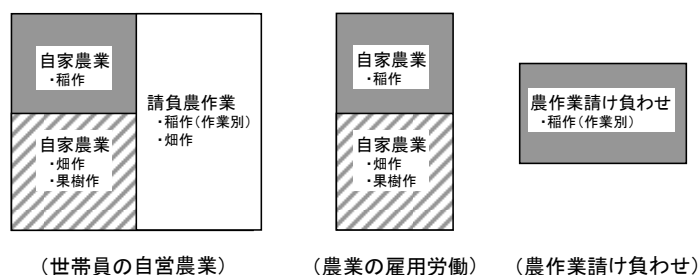 自家農業
・稲作
自家農業
・畑作
・果樹作
請負農作業
・稲作(作業別)
・畑作
(世帯員の自営農業)
自家農業
・稲作
自家農業
・畑作
・果樹作
(農業の雇用労働)
農作業請け負わせ
・稲作(作業別)
(農作業請け負わせ)